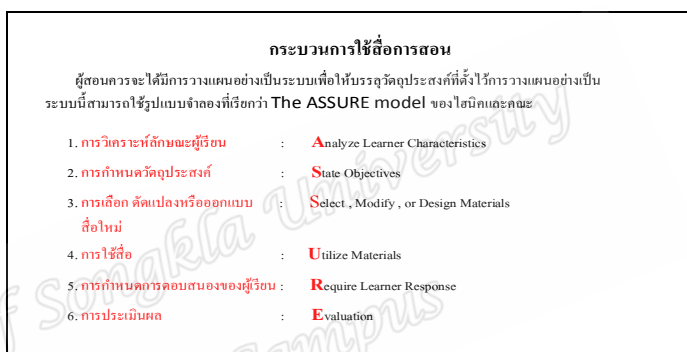 กระบวนการใช้สื่อการสอน
ผู้สอนควรจะได้มีการวางแผนอย่างเป็นระบบเพื่อให้บรรลุวัตถุประสงค์ที่ตั้งไว้การวางแผนอย่างเป็น
ระบบนี้สามารถใช้รูปแบบจำลองที่เรียกว่า The ASSURE model ของไฮนิคและคณะ
1. การวิเคราะห์ลักษณะผู้เรียน : Analyze Learner Characteristics
2. การกำหนดวัตถุประสงค์ : State Objectives
3. การเลือก ดัดแปลงหรือออกแบบ : Select , Modify , or Design Materials
สื่อใหม่
4. การใช้สื่อ : Utilize Materials
5. การกำหนดการตอบสนองของผู้เรียน : Require Learner Response
6. การประเมินผล : Evaluation
f Songkla University
Campus